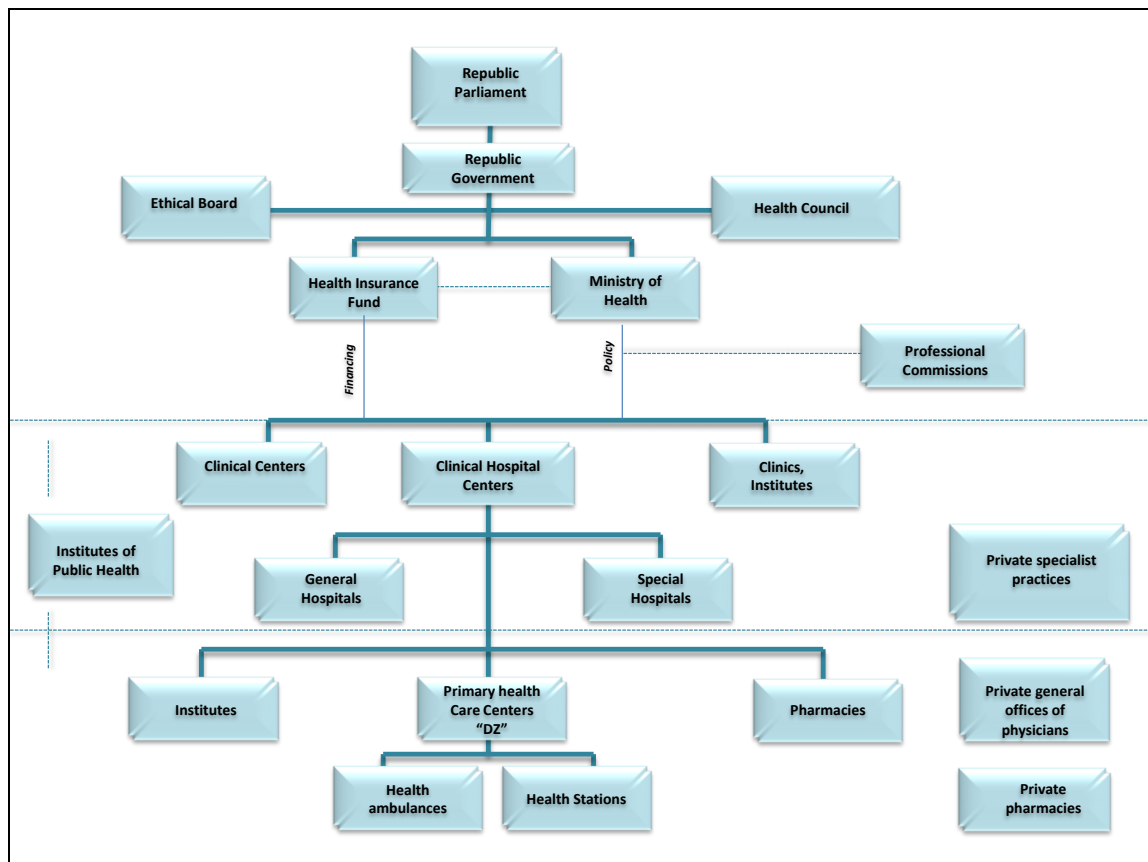 Republic
Parliament
Republic
Government
Ethical Board
Health Council
Health Insurance
Fund
Ministry of
Health
Financing
Policy
Professional
Commissions
Clinical Centers
Clinical Hospital
Centers
Clinics,
Institutes
Institutes of
Public Health
General
Hospitals
Special
Hospitals
Private specialist
practices
Institutes
Primary health
Care Centers
“DZ”
Pharmacies
Private general
offices of
physicians
Health
ambulances
Health Stations
Private
pharmacies